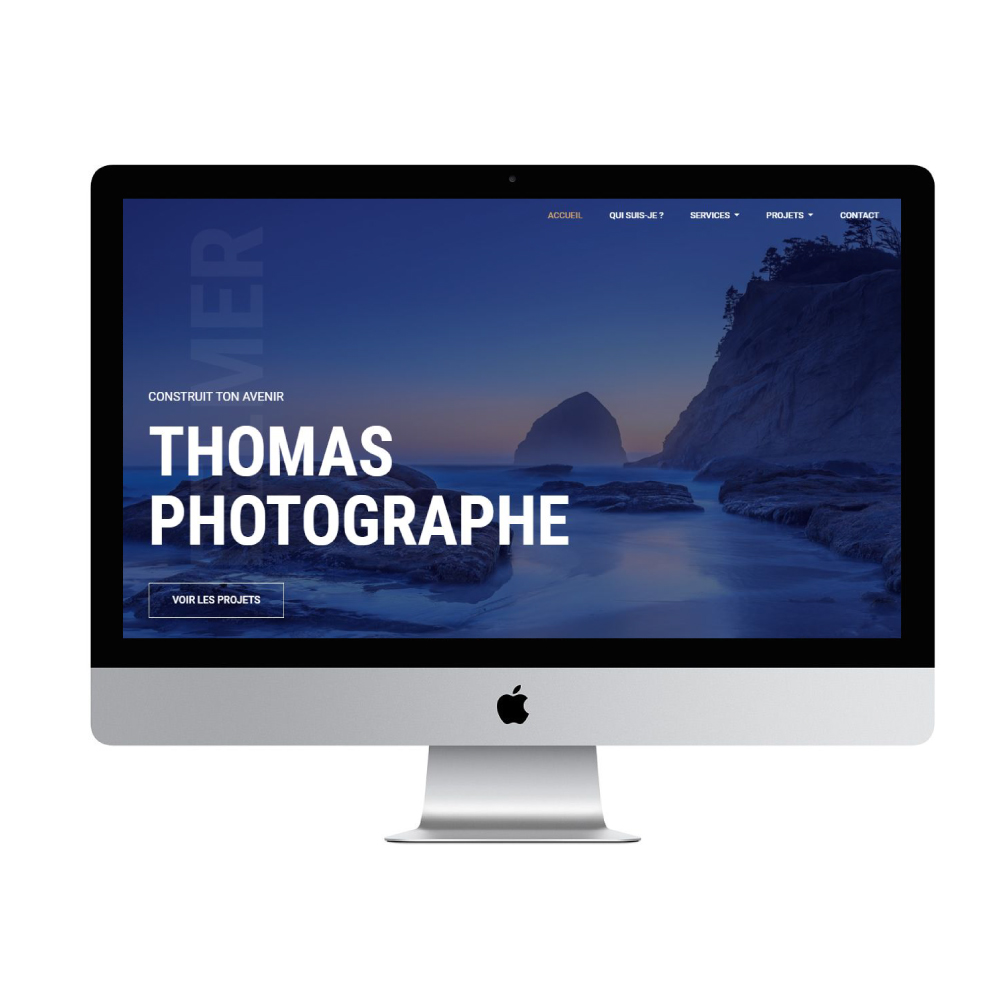 ACCUEIL QUI SUIS-JE ? SERVICES PROJETS CONTACT
MER
CONSTRUIT TON AVENIR
THOMAS
PHOTOGRAPHE
VOIR LES PROJETS